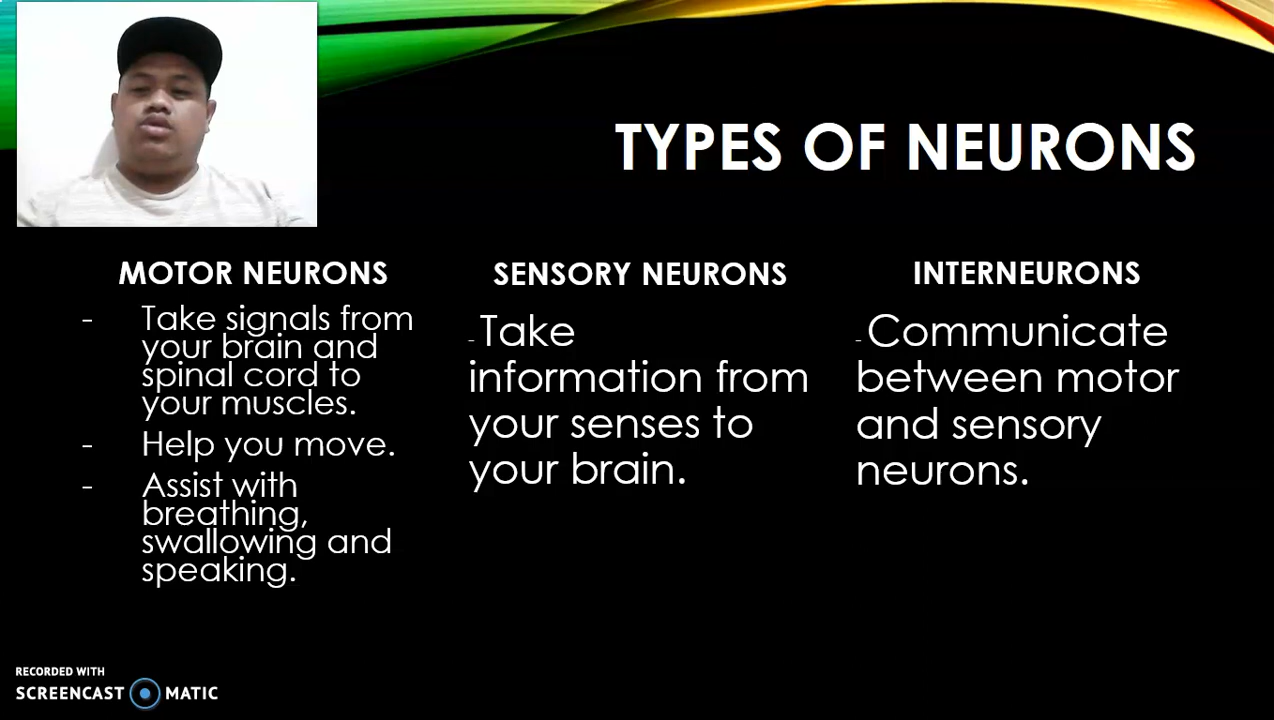 TYPES OF NEURONS
MOTOR NEURONS
- Take signals from
your brain and
spinal cord to
your muscles.
- Help you move.
- Assist with
breathing,
swallowing and
speaking.
SENSORY NEURONS
- Take
information from
your senses to
your brain.
INTERNEURONS
- Communicate
between motor
and sensory
neurons.
RECORDED WITH
SCREENCAST MATIC